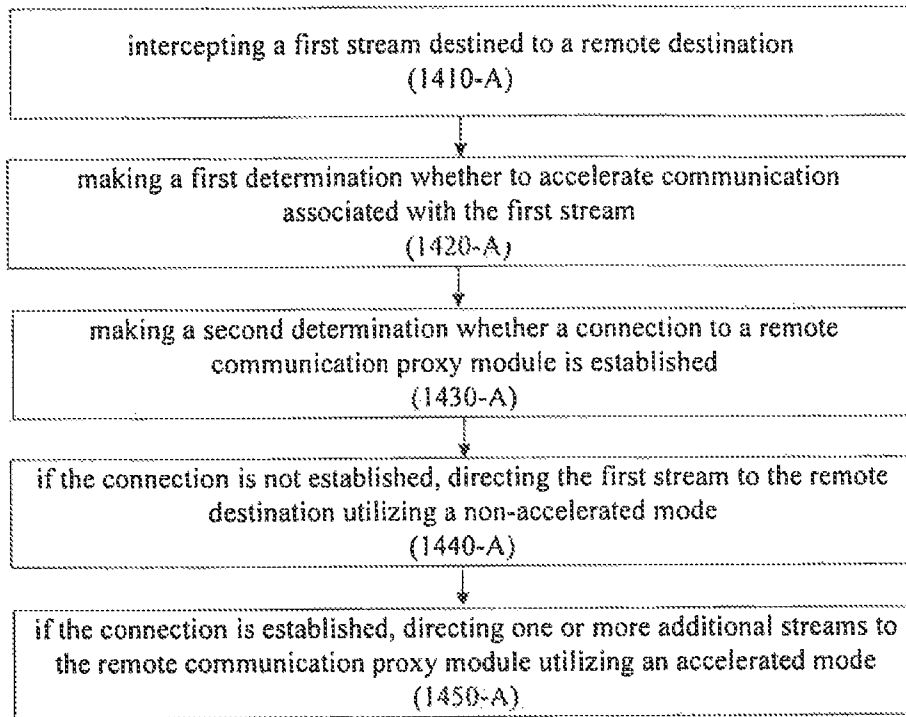 intercepting a first stream destined to a remote destination
(1410-A)
making a first determination whether to accelerate communication
associated with the first stream
(1420-A)
making a second determination whether a connection to a remote
communication proxy module is established
(1430-A)
if the connection is not established, directing the first stream to the remote
destination utilizing a non-accelerated mode
(1440-A)
if the connection is established, directing one or more additional streams to
the remote communication proxy module utilizing an accelerated mode
(1450-A)